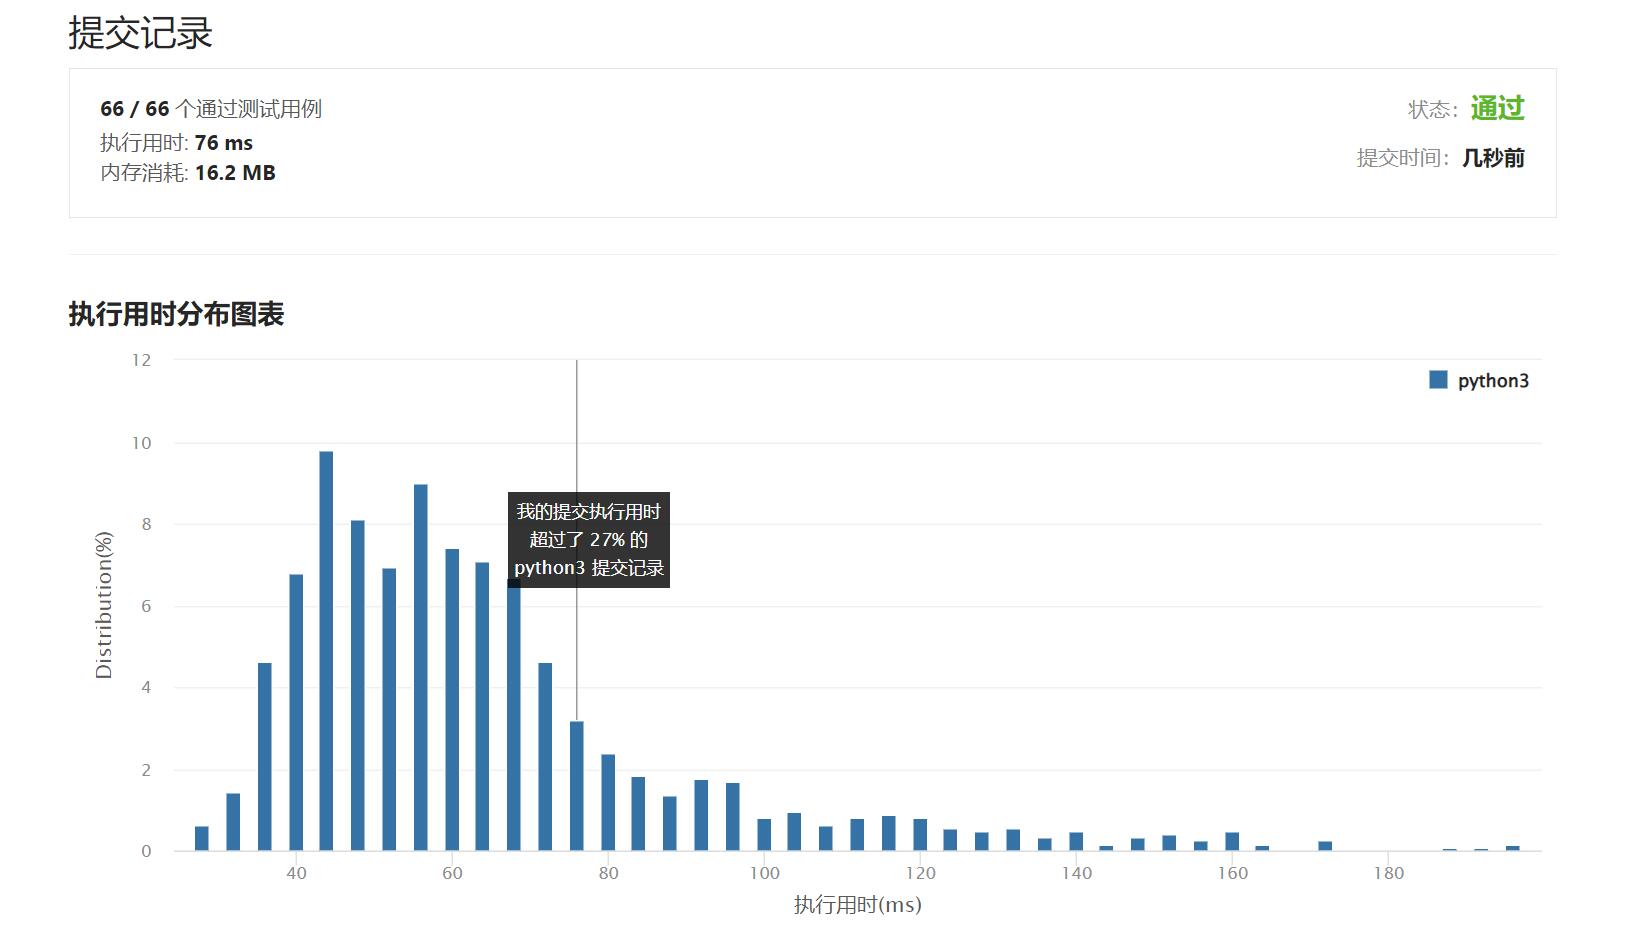 提交记录
66 / 66 个通过测试用例
状态：通过
执行用时: 76 ms
提交时间：几秒前
内存消耗: 16.2 MB
执行用时分布图表
12
python3
10
我的提交执行用时
超过了 27% 的
python3 提交记录
8
6
4
2
0
Distribution(%)
40 60 80 100 120 140 160 180
执行用时(ms)